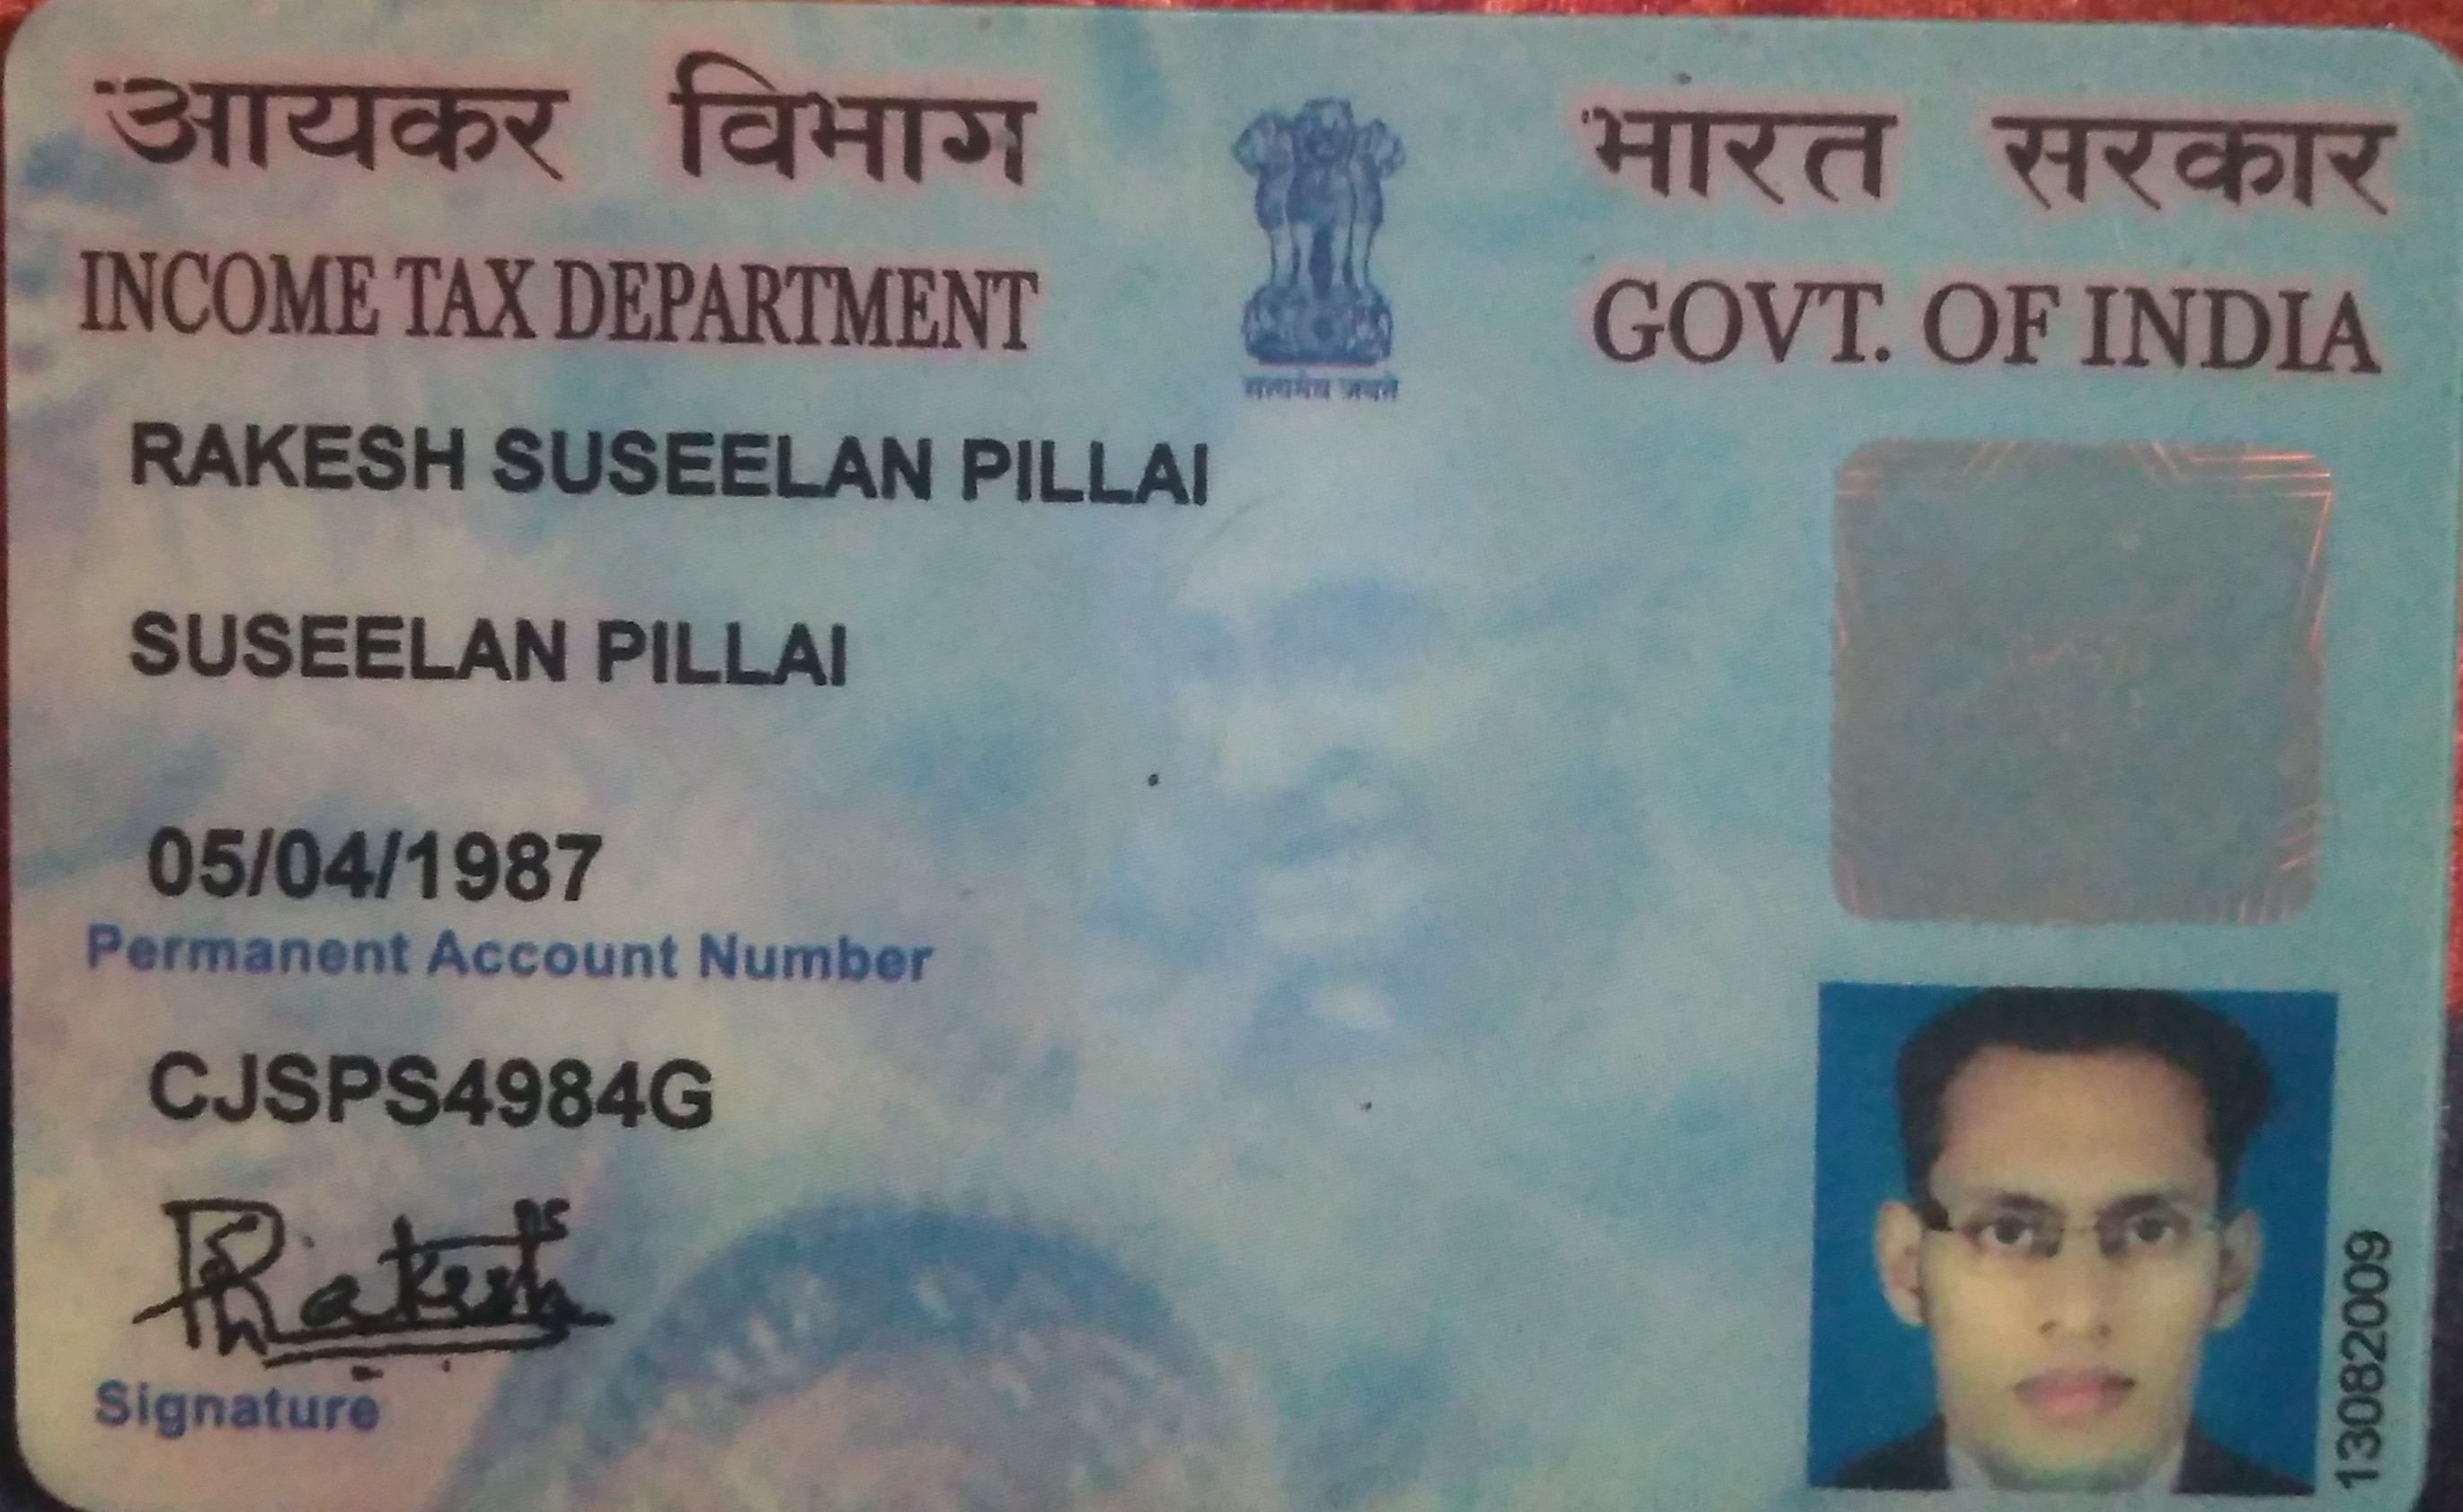 आयकर विभाग
भारत सरकार
INCOME TAX DEPARTMENT
GOVT. OF INDIA
सत्यमेव जयते
RAKESH SUSEELAN PILLAI
SUSEELAN PILLAI
05/04/1987
Permanent Account Number
CJSPS4984G
Rakesh
Signature
13082009